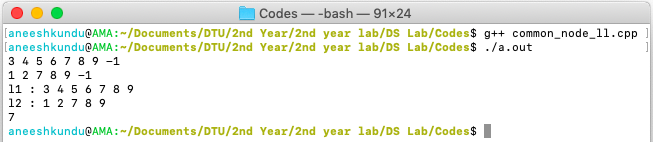 Codes — -bash — 91×24
[aneeshkundu@AMA:~/Documents/DTU/2nd Year/2nd year lab/DS Lab/Codes$ g++ common_node_ll.cpp ]
[aneeshkundu@AMA:~/Documents/DTU/2nd Year/2nd year lab/DS Lab/Codes$ ./a.out ]
3 4 5 6 7 8 9 -1
1 2 7 8 9 -1
l1 : 3 4 5 6 7 8 9
l2 : 1 2 7 8 9
7
aneeshkundu@AMA:~/Documents/DTU/2nd Year/2nd year lab/DS Lab/Codes$